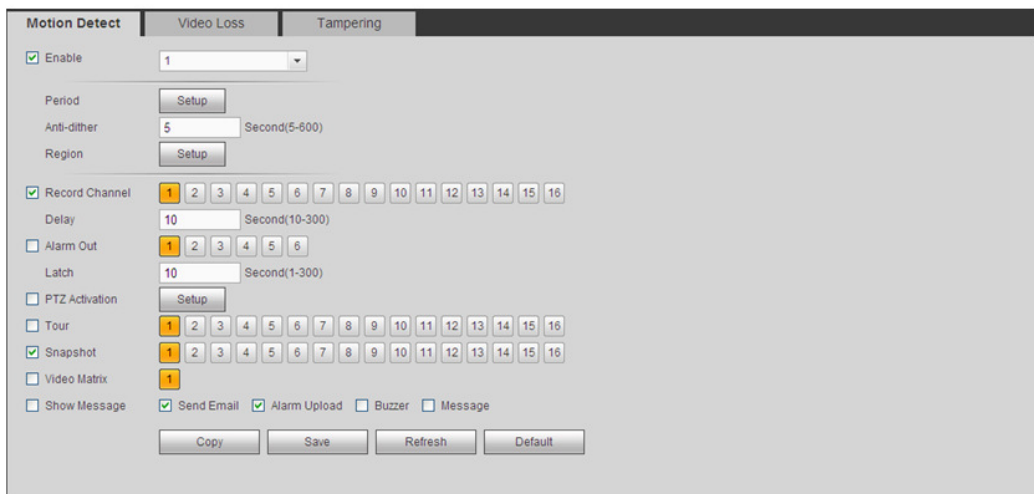 Motion Detect Video Loss Tampering
Enable 1
Period Setup
Anti-dither 5 Second(5-600)
Region Setup
Record Channel 1 2 3 4 5 6 7 8 9 10 11 12 13 14 15 16
Delay 10 Second(10-300)
Alarm Out 1 2 3 4 5 6
Latch 10 Second(1-300)
PTZ Activation Setup
Tour 1 2 3 4 5 6 7 8 9 10 11 12 13 14 15 16
Snapshot 1 2 3 4 5 6 7 8 9 10 11 12 13 14 15 16
Video Matrix 1
Show Message Send Email Alarm Upload Buzzer Message
Copy Save Refresh Default